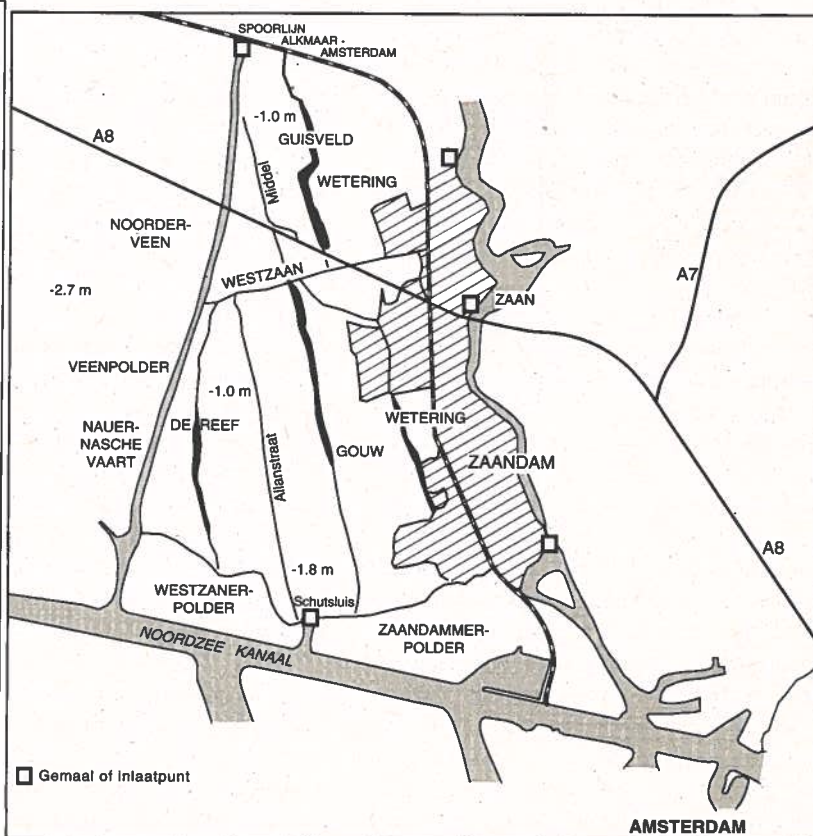 SPOORLIJN
ALKMAAR -
AMSTERDAM
-1.0 m
GUISVELD
A8
Middel
WETERING
NOORDER-
VEEN
WESTZAAN
A7
-2.7 m
ZAAN
VEENPOLDER
-1.0 m
NAUER-
NASCHE
VAART
DE REEF
Allanstraat
GOUW
WETERING
ZAANDAM
A8
-1.8 m
WESTZANER-
POLDER
Schutsluis
ZAANDAMMER-
POLDER
NOORDZEE KANAAL
Gemaal of Inlaatpunt
AMSTERDAM